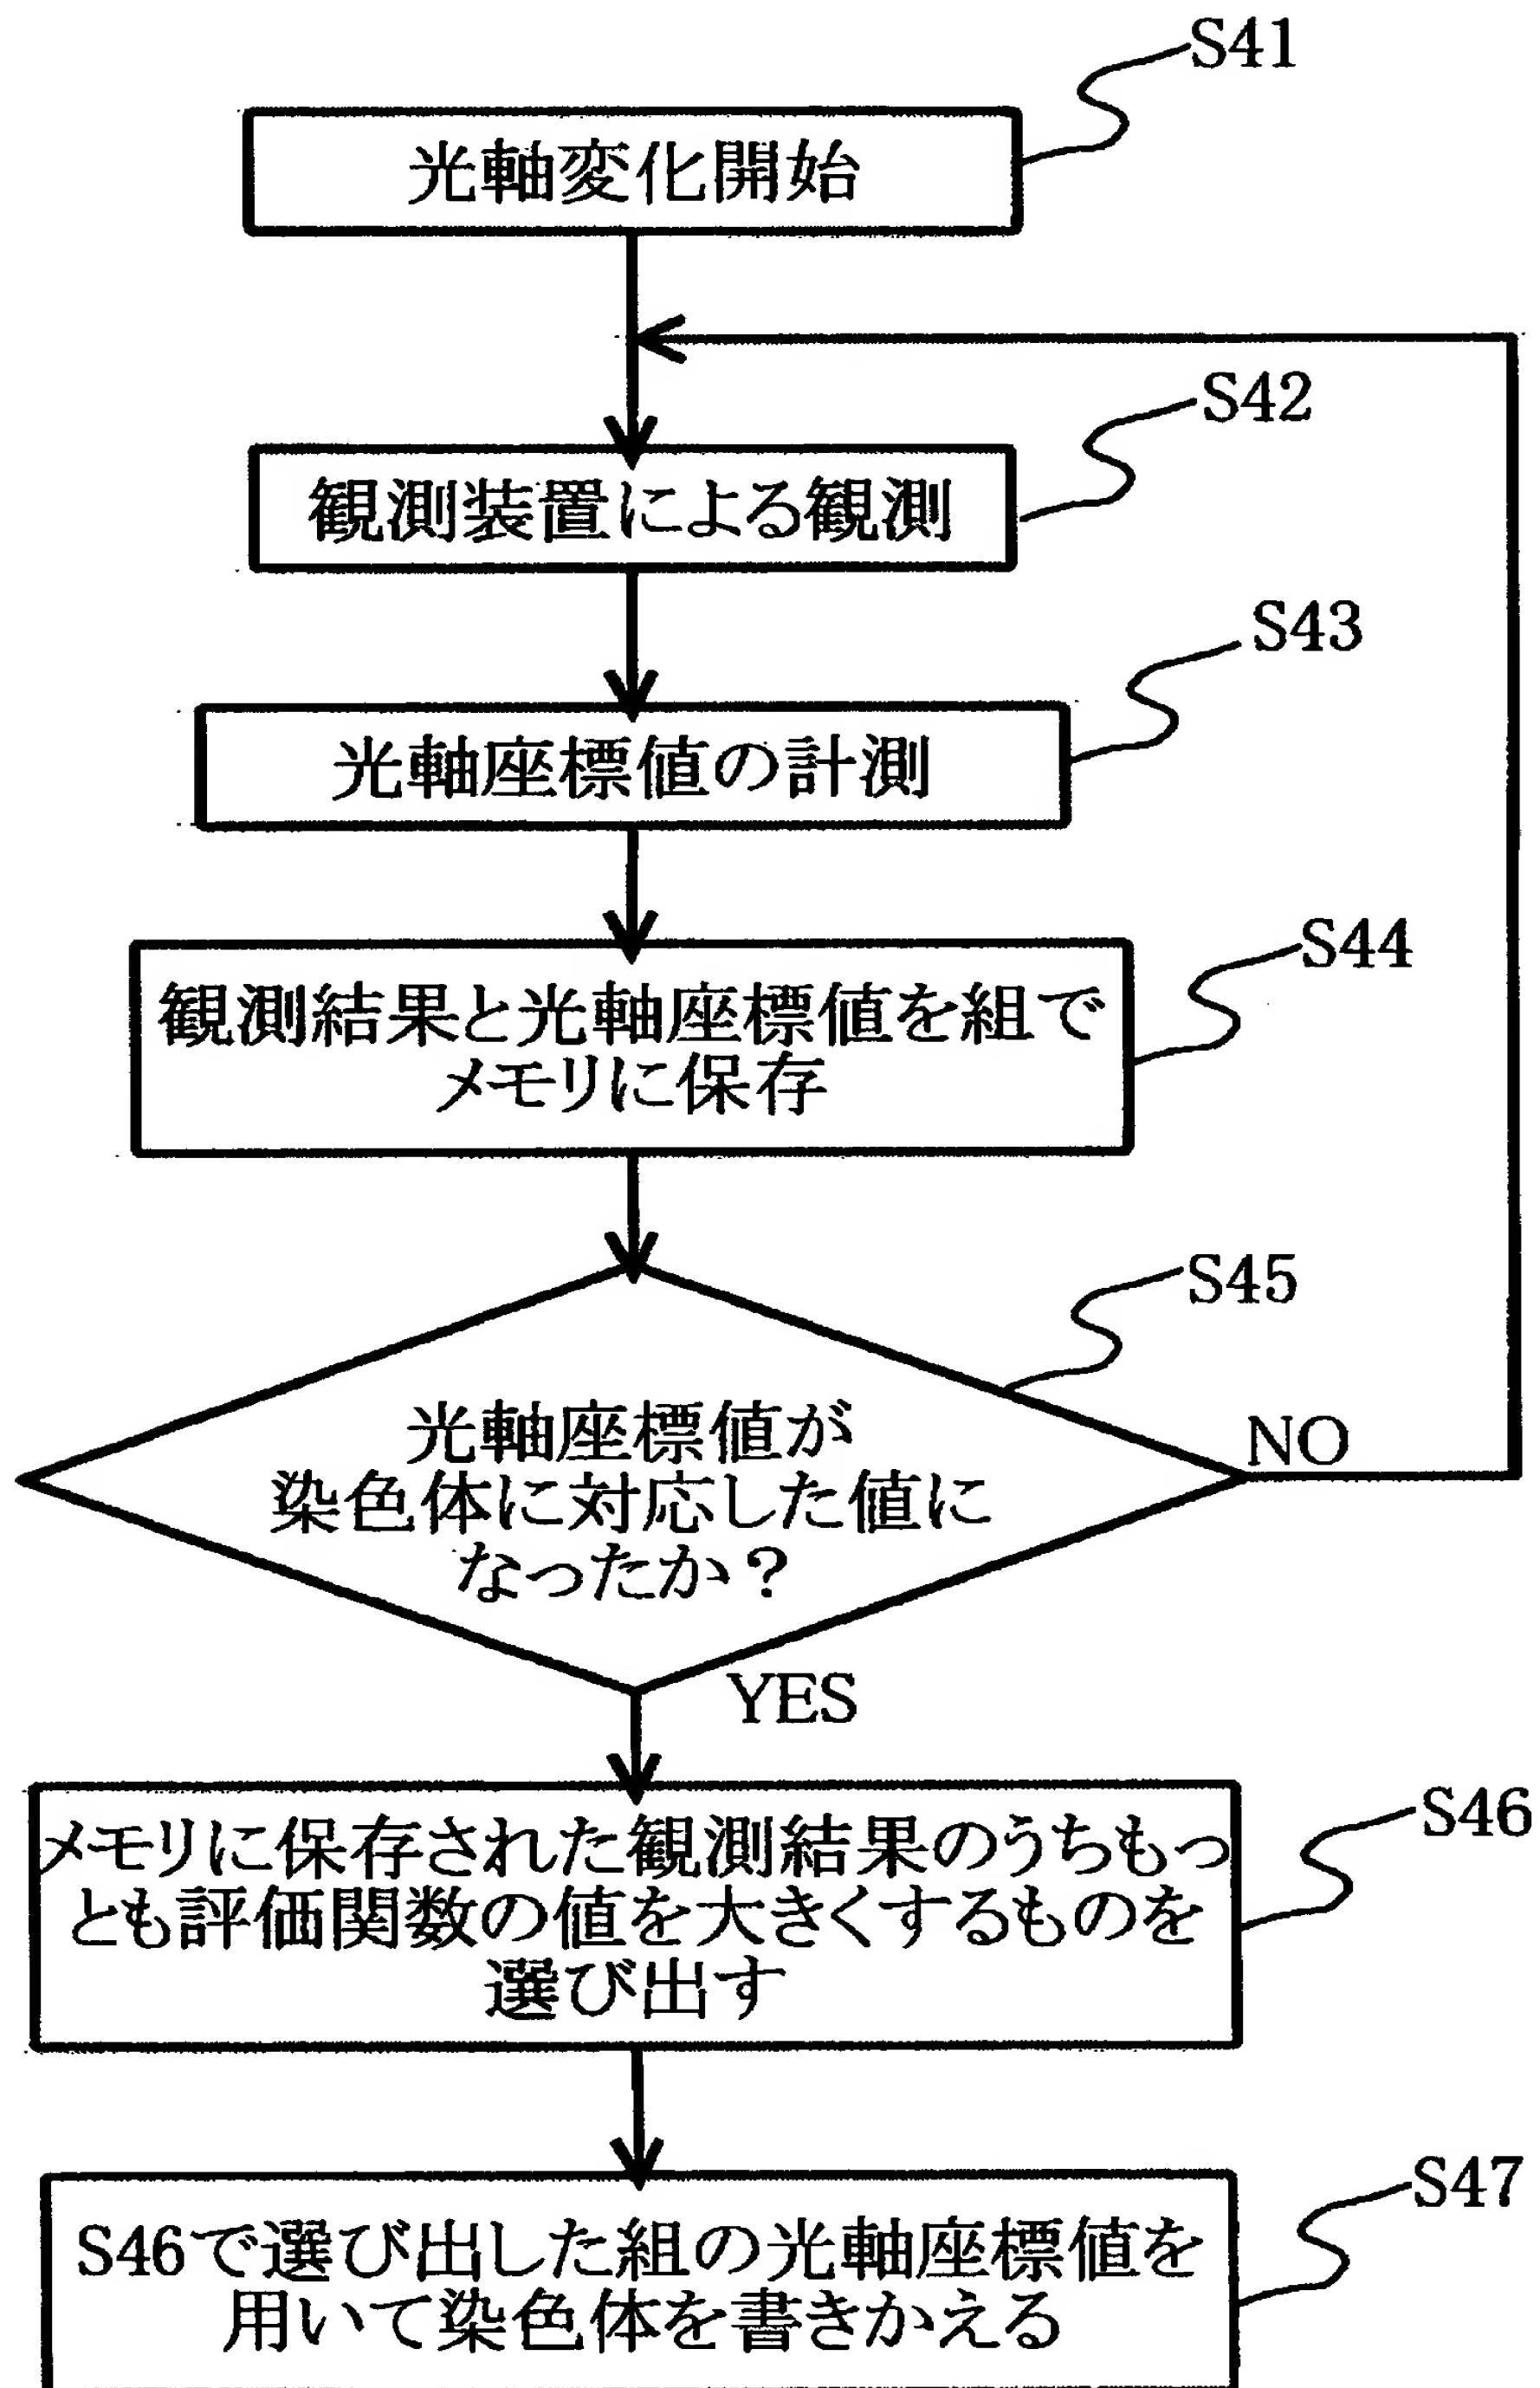 S41
光軸変化開始
S42
観測装置による観測
S43
光軸座標値の計測
S44
観測結果と光軸座標値を組で
メモリに保存
S45
光軸座標値が
染色体に対応した値に
なったか？
NO
YES
S46
メモリに保存された観測結果のうちもっ
とも評価関数の値を大きくするものを
選び出す
S47
S46で選び出した組の光軸座標値を
用いて染色体を書きかえる